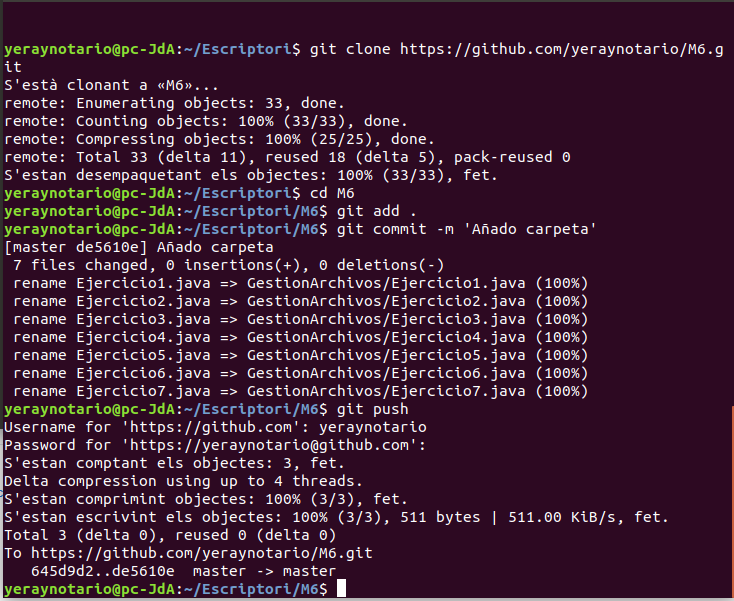 yeraynotario@pc-JdA:~/Escriptori$ git clone https://github.com/yeraynotario/M6.g
it
S'està clonant a «M6»...
remote: Enumerating objects: 33, done.
remote: Counting objects: 100% (33/33), done.
remote: Compressing objects: 100% (25/25), done.
remote: Total 33 (delta 11), reused 18 (delta 5), pack-reused 0
S'estan desempaquetant els objectes: 100% (33/33), fet.
yeraynotario@pc-JdA:~/Escriptori$ cd M6
yeraynotario@pc-JdA:~/Escriptori/M6$ git add .
yeraynotario@pc-JdA:~/Escriptori/M6$ git commit -m 'Añado carpeta'
[master de5610e] Añado carpeta
 7 files changed, 0 insertions(+), 0 deletions(-)
 rename Ejercicio1.java => GestionArchivos/Ejercicio1.java (100%)
 rename Ejercicio2.java => GestionArchivos/Ejercicio2.java (100%)
 rename Ejercicio3.java => GestionArchivos/Ejercicio3.java (100%)
 rename Ejercicio4.java => GestionArchivos/Ejercicio4.java (100%)
 rename Ejercicio5.java => GestionArchivos/Ejercicio5.java (100%)
 rename Ejercicio6.java => GestionArchivos/Ejercicio6.java (100%)
 rename Ejercicio7.java => GestionArchivos/Ejercicio7.java (100%)
yeraynotario@pc-JdA:~/Escriptori/M6$ git push
Username for 'https://github.com': yeraynotario
Password for 'https://yeraynotario@github.com':
S'estan comptant els objectes: 3, fet.
Delta compression using up to 4 threads.
S'estan comprimint objectes: 100% (3/3), fet.
S'estan escrivint els objectes: 100% (3/3), 511 bytes | 511.00 KiB/s, fet.
Total 3 (delta 0), reused 0 (delta 0)
To https://github.com/yeraynotario/M6.git
   645d9d2..de5610e  master -> master
yeraynotario@pc-JdA:~/Escriptori/M6$